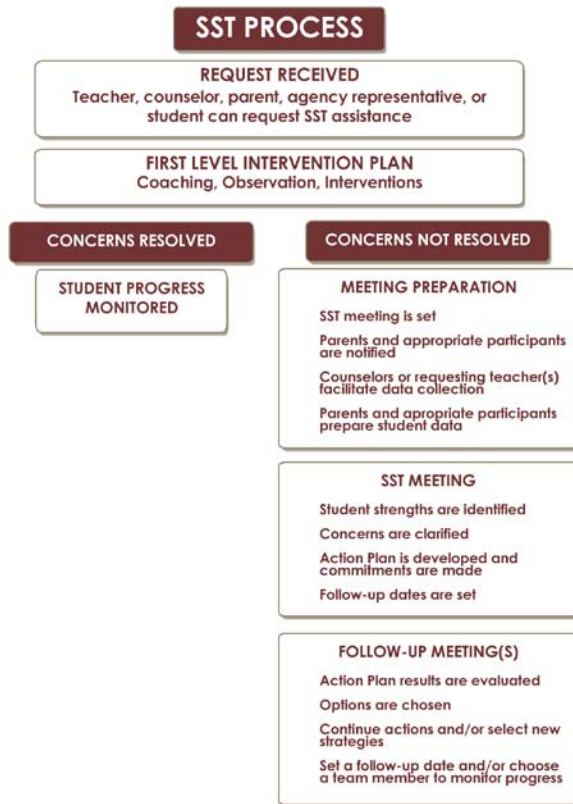 SST PROCESS
REQUEST RECEIVED
Teacher, counselor, parent, agency representative, or
student can request SST assistance
FIRST LEVEL INTERVENTION PLAN
Coaching, Observation, Interventions
CONCERNS RESOLVED
STUDENT PROGRESS
MONITORED
CONCERNS NOT RESOLVED
MEETING PREPARATION
SST meeting is set
Parents and appropriate participants
are notified
Counselors or requesting teacher(s)
facilitate data collection
Parents and apropriate participants
prepare student data
SST MEETING
Student strengths are identified
Concerns are clarified
Action Plan is developed and
commitments are made
Follow-up dates are set
FOLLOW-UP MEETING(S)
Action Plan results are evaluated
Options are chosen
Continue actions and/or select new
strategies
Set a follow-up date and/or choose
a team member to monitor progress